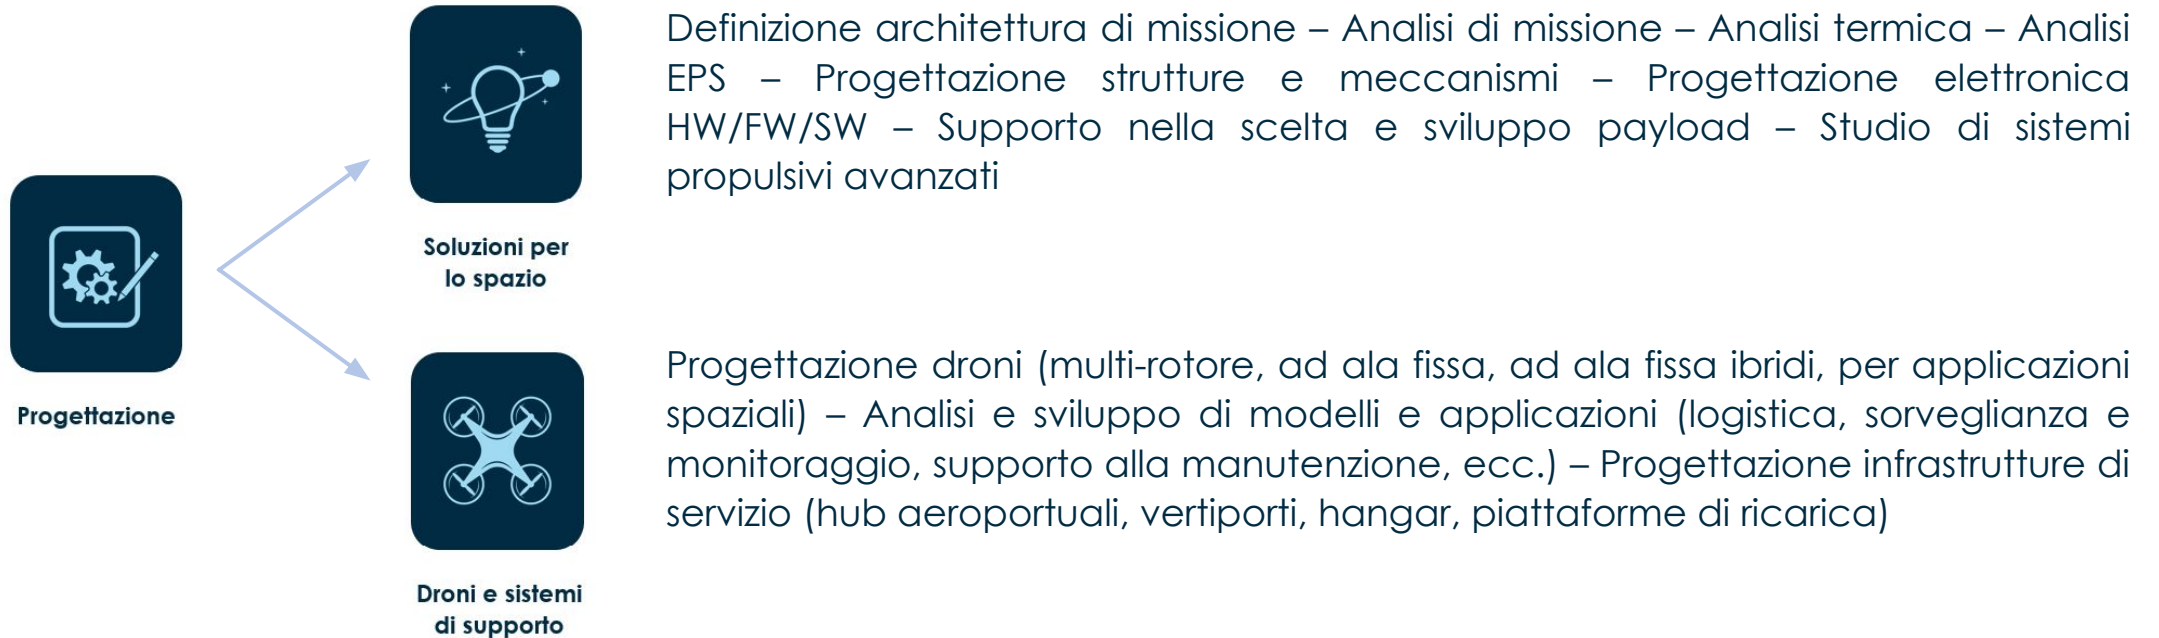 Definizione architettura di missione – Analisi di missione – Analisi termica – Analisi
EPS – Progettazione strutture e meccanismi – Progettazione elettronica
HW/FW/SW – Supporto nella scelta e sviluppo payload – Studio di sistemi
propulsivi avanzati
Soluzioni per
lo spazio
Progettazione
Progettazione droni (multi-rotore, ad ala fissa, ad ala fissa ibridi, per applicazioni
spaziali) – Analisi e sviluppo di modelli e applicazioni (logistica, sorveglianza e
monitoraggio, supporto alla manutenzione, ecc.) – Progettazione infrastrutture di
servizio (hub aeroportuali, vertiporti, hangar, piattaforme di ricarica)
Droni e sistemi
di supporto